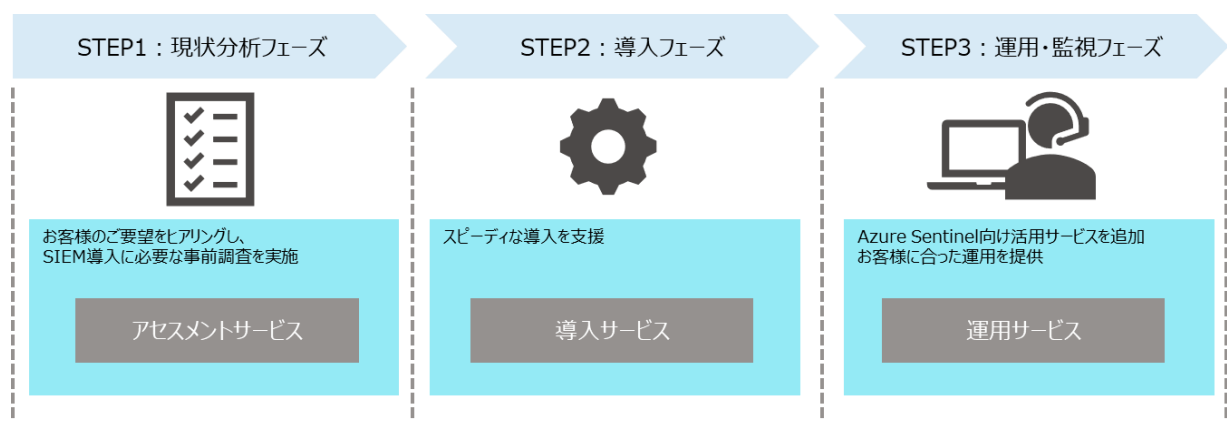 STEP1：現状分析フェーズ
STEP2：導入フェーズ
STEP3：運用・監視フェーズ
お客様のご要望をヒアリングし、
SIEM導入に必要な事前調査を実施
アセスメントサービス
スピーディな導入を支援
導入サービス
Azure Sentinel向け活用サービスを追加
お客様に合った運用を提供
運用サービス